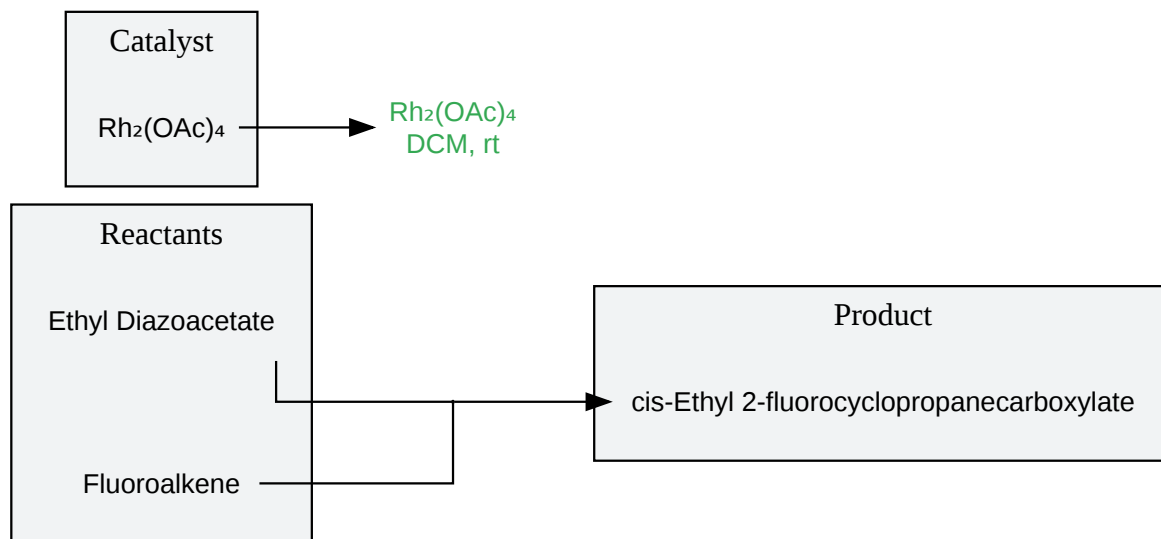 Catalyst
Rh₂(OAc)₄
Rh₂(OAc)₄
DCM, rt
Reactants
Ethyl Diazoacetate
Fluoroalkene
Product
cis-Ethyl 2-fluorocyclopropanecarboxylate